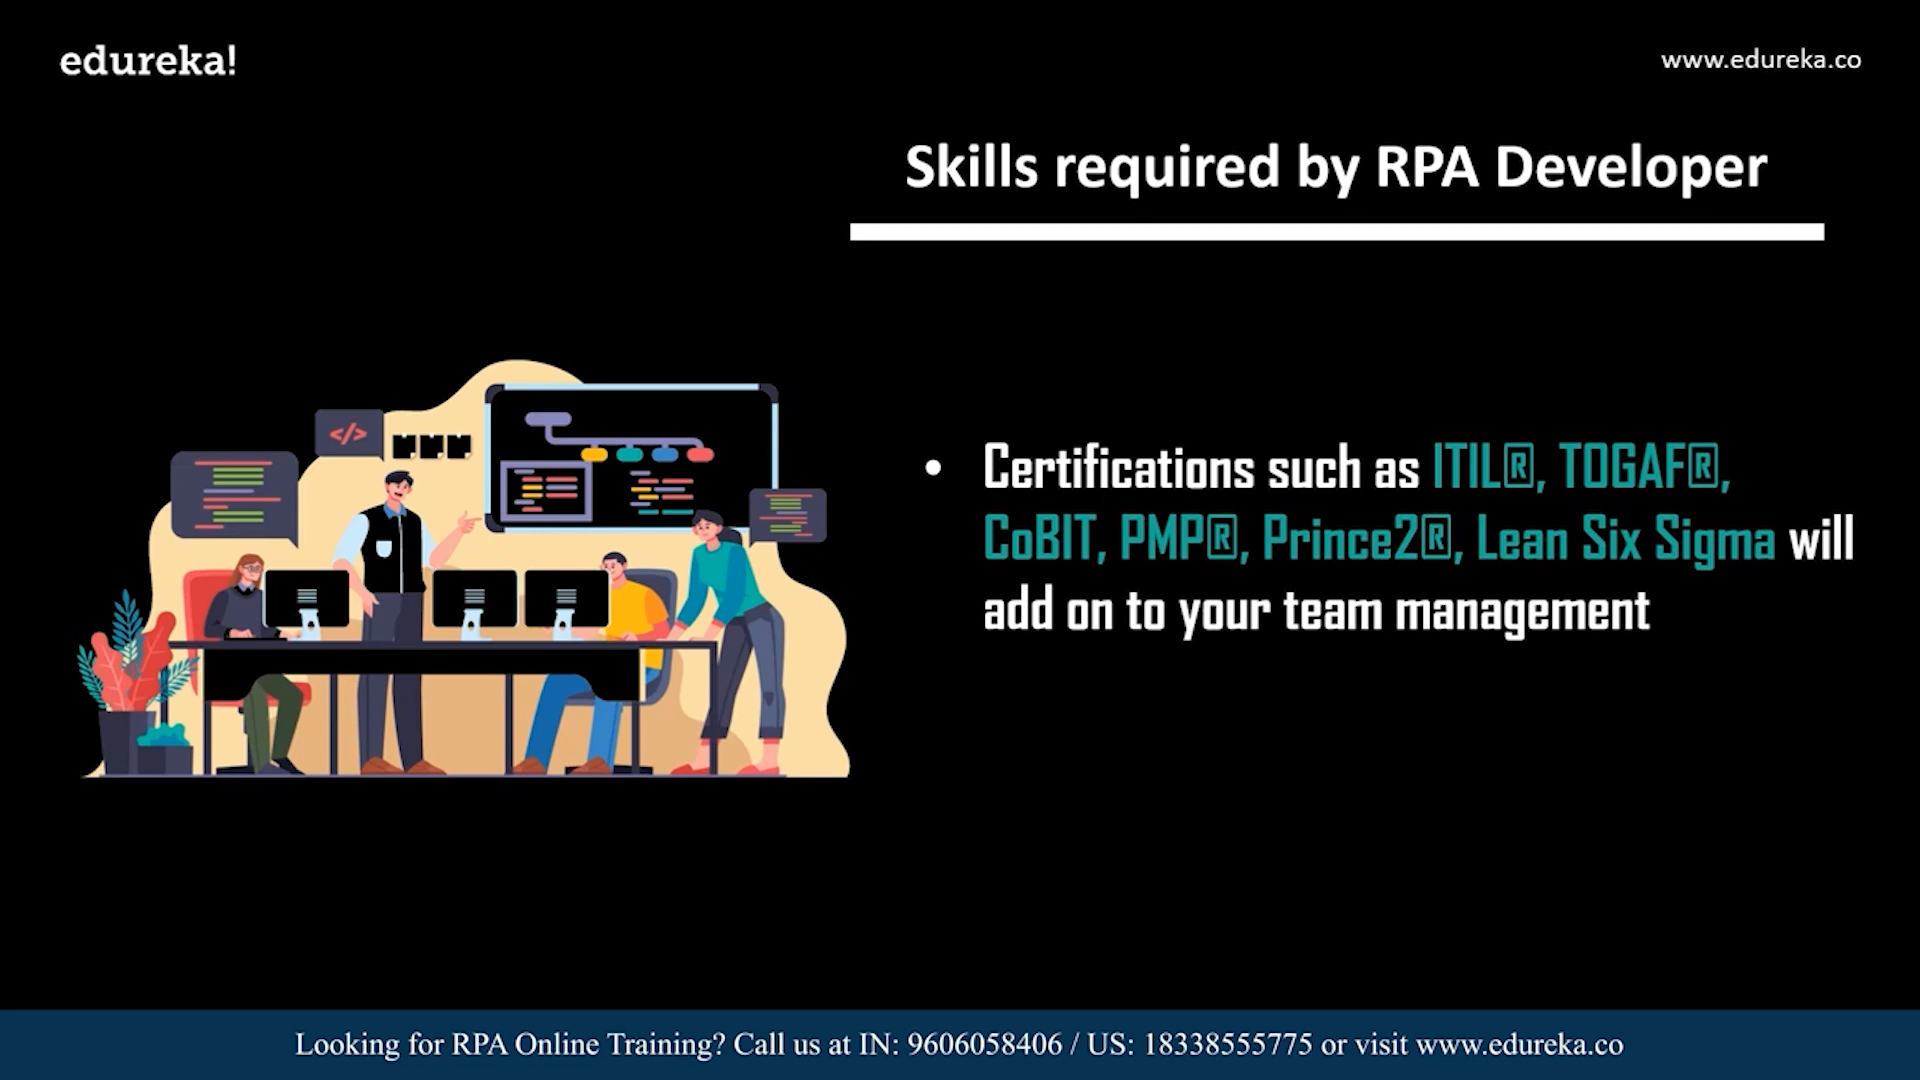 edureka!
www.edureka.co
Skills required by RPA Developer
</>
• Certifications such as ITIL®, TOGAF®,
CoBIT, PMP®, Prince2®, Lean Six Sigma will
add on to your team management
Looking for RPA Online Training? Call us at IN: 9606058406 / US: 18338555775 or visit www.edureka.co